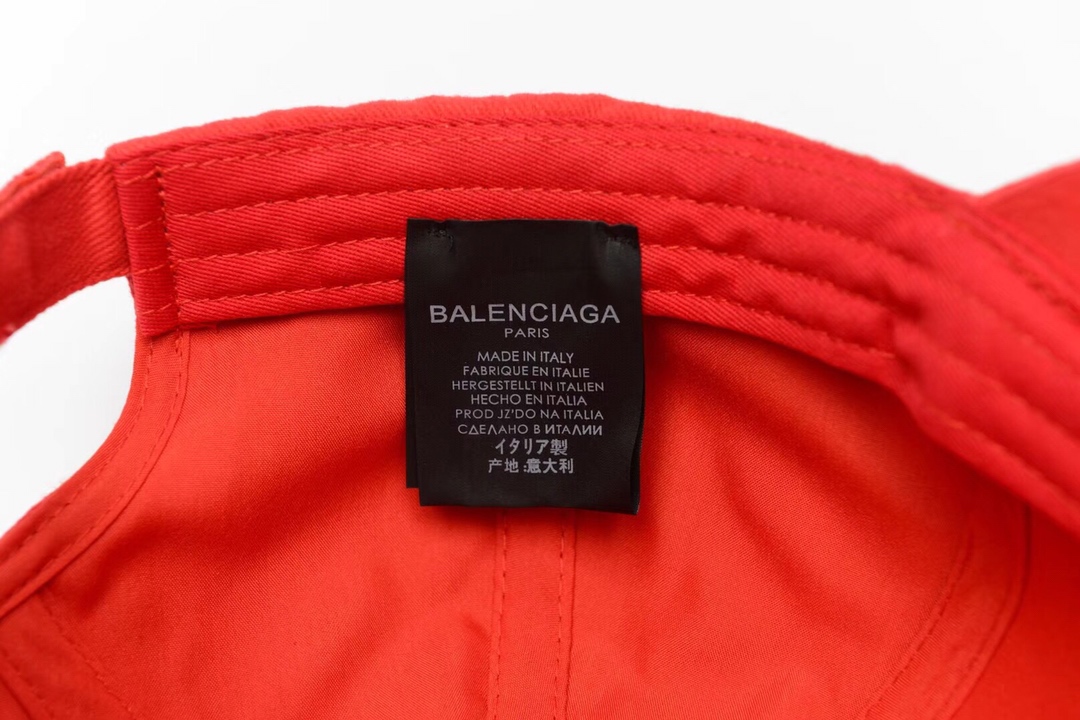 BALENCIAGA
PARIS
MADE IN ITALY
FABRIQUE EN ITALIE
HERGESTELLT IN ITALIEN
HECHO EN ITALIA
PROD JZ'DO NA ITALIA
СΔЕЛАНО В ИТАЛИИ
イタリア製
产地:意大利